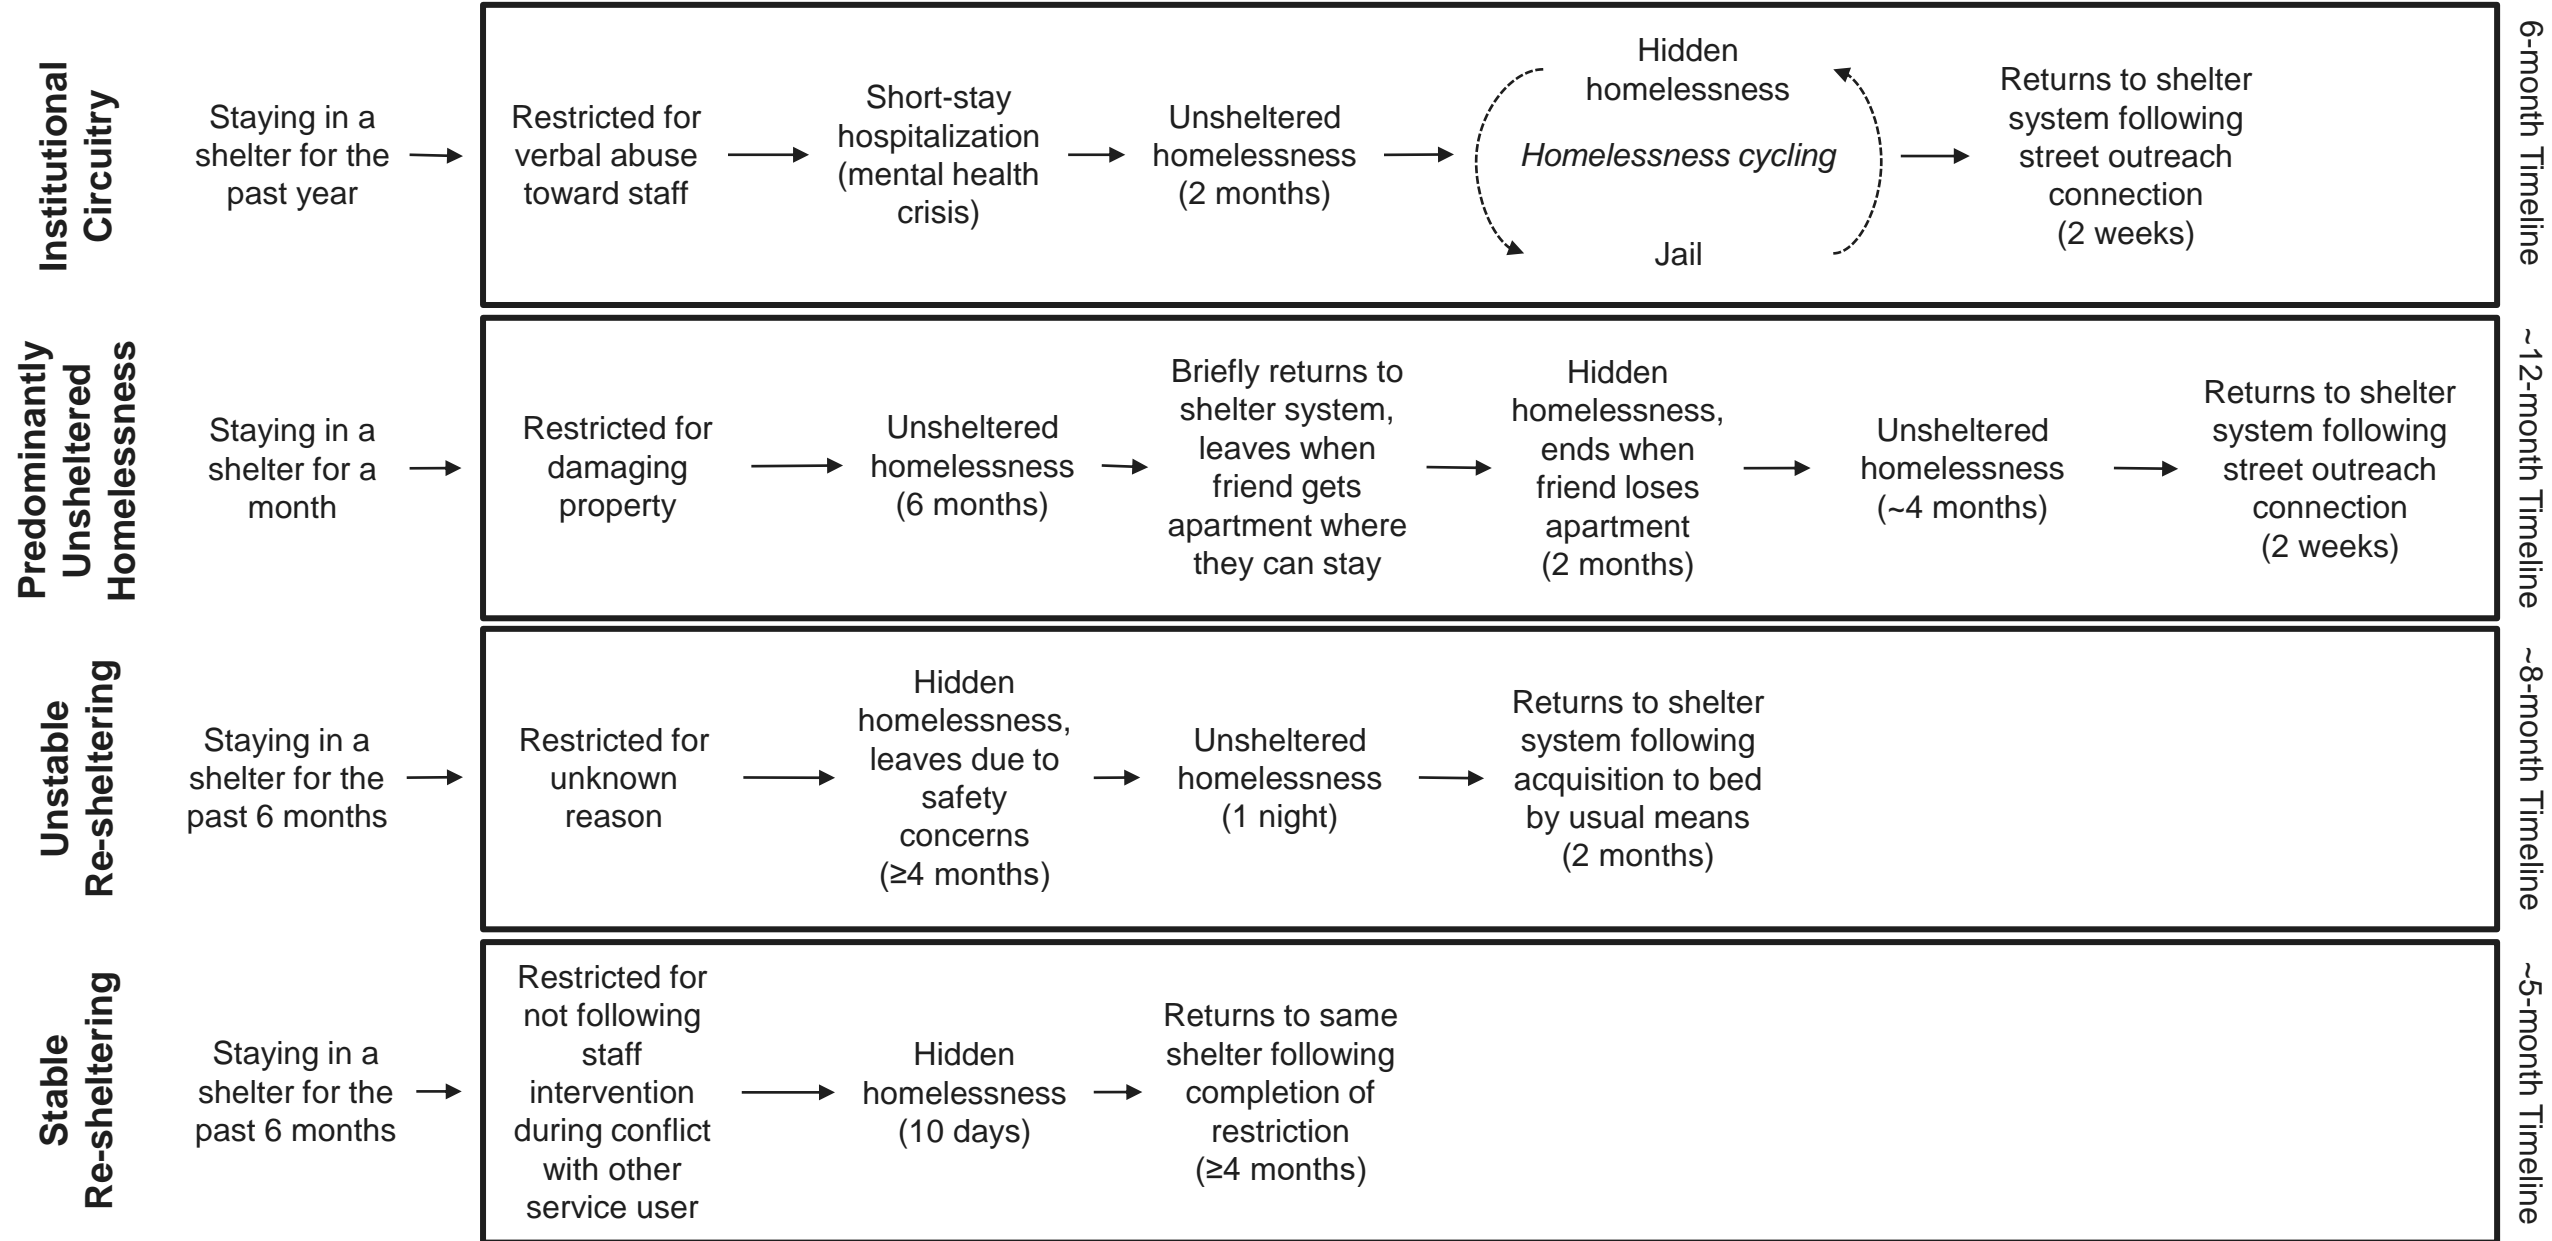 Institutional
Circuitry
Staying in a
shelter for the
past year
Restricted for
verbal abuse
toward staff
Short-stay
hospitalization
(mental health
crisis)
Unsheltered
homelessness
(2 months)
Hidden
homelessness
Homelessness cycling
Jail
Returns to shelter
system following
street outreach
connection
(2 weeks)
6-month Timeline
Predominantly
Unsheltered
Homelessness
Staying in a
shelter for a
month
Restricted for
damaging
property
Unsheltered
homelessness
(6 months)
Briefly returns to
shelter system,
leaves when
friend gets
apartment where
they can stay
Hidden
homelessness,
ends when
friend loses
apartment
(2 months)
Unsheltered
homelessness
(~4 months)
Returns to shelter
system following
street outreach
connection
(2 weeks)
~12-month Timeline
Unstable
Re-sheltering
Staying in a
shelter for the
past 6 months
Restricted for
unknown
reason
Hidden
homelessness,
leaves due to
safety
concerns
(≥4 months)
Unsheltered
homelessness
(1 night)
Returns to shelter
system following
acquisition to bed
by usual means
(2 months)
~8-month Timeline
Stable
Re-sheltering
Staying in a
shelter for the
past 6 months
Restricted for
not following
staff
intervention
during conflict
with other
service user
Hidden
homelessness
(10 days)
Returns to same
shelter following
completion of
restriction
(≥4 months)
~5-month Timeline